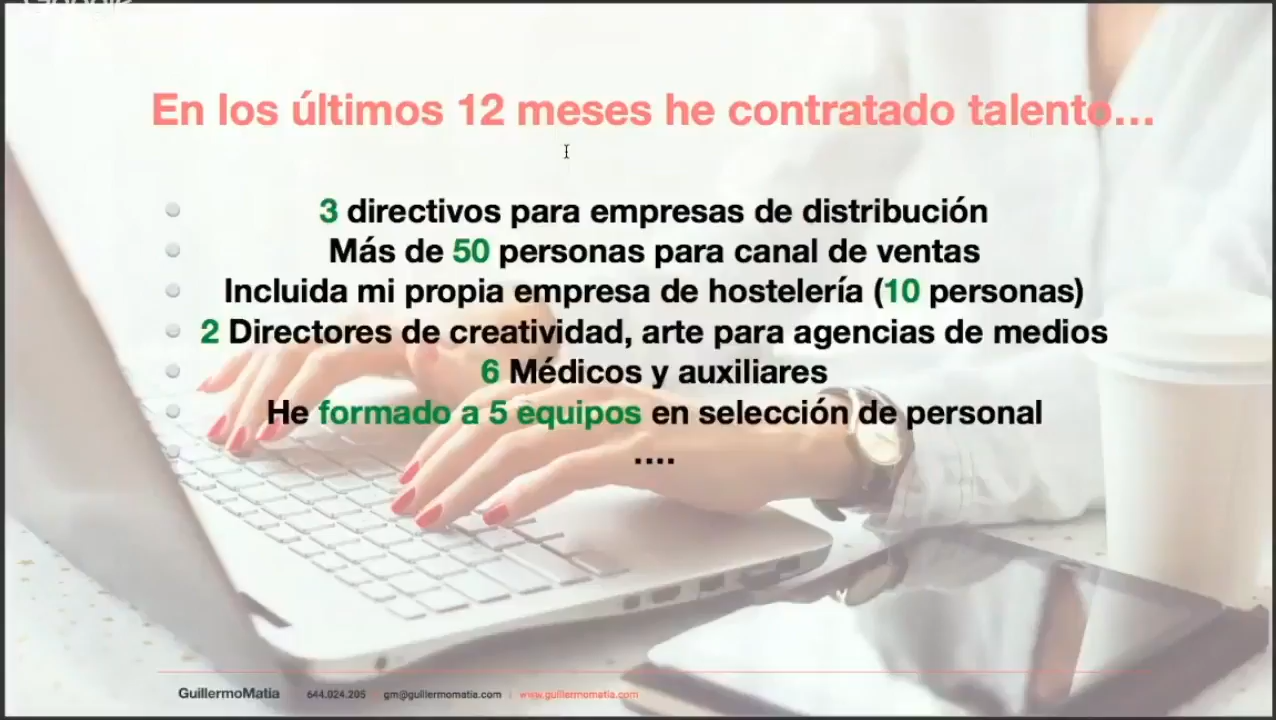 Google
En los últimos 12 meses he contratado talento...
3 directivos para empresas de distribución
Más de 50 personas para canal de ventas
Incluida mi propia empresa de hostelería (10 personas)
2 Directores de creatividad, arte para agencias de medios
6 Médicos y auxiliares
He formado a 5 equipos en selección de personal
....
GuillermoMatia 644.024.205 gm@guillermomatia.com | www.guillermomatia.com